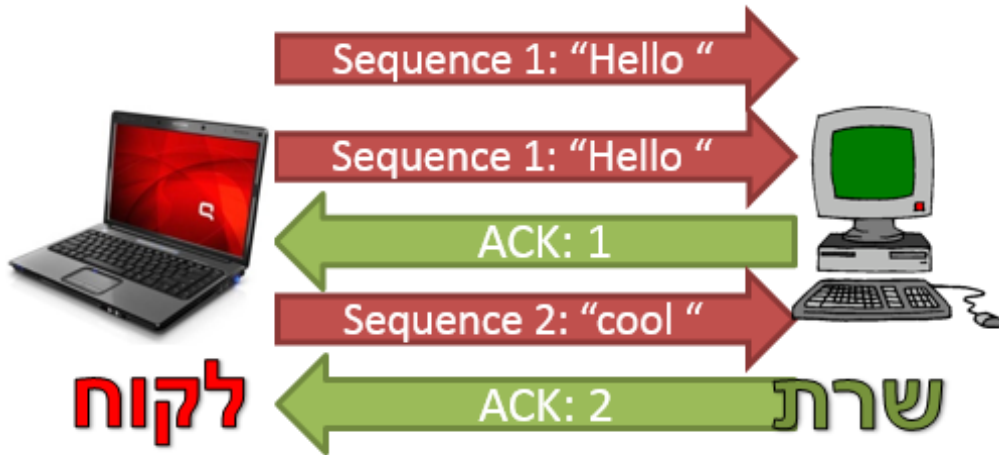 Sequence 1: “Hello “
Sequence 1: “Hello “
ACK: 1
Sequence 2: “cool “
ACK: 2
לקוח
שרת